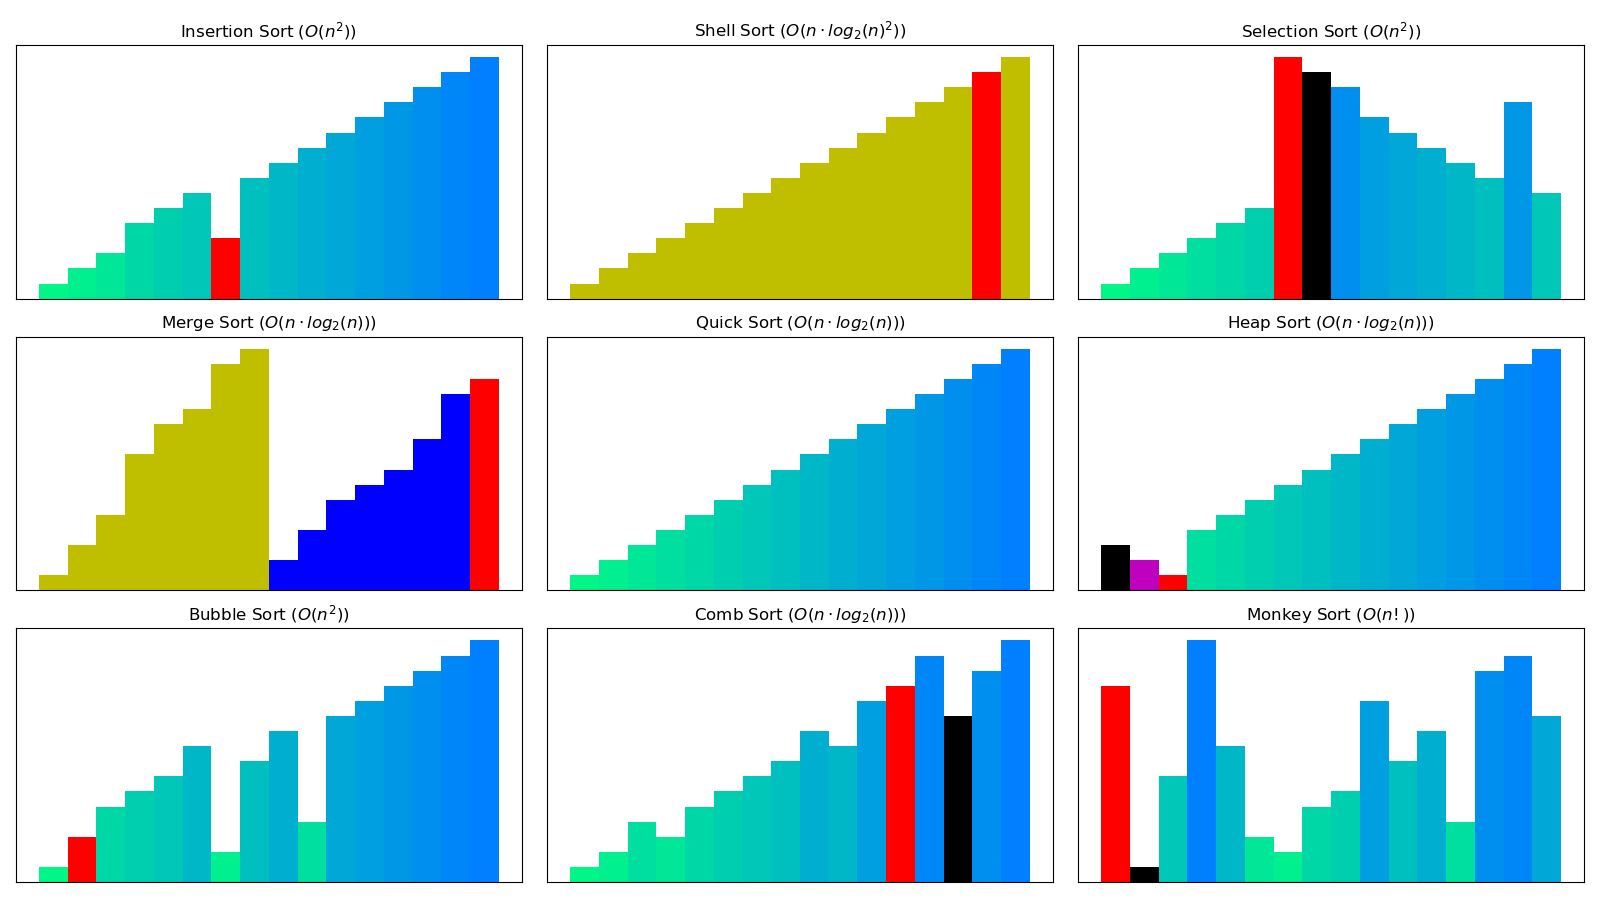 Insertion Sort (O(n²))
Shell Sort (O(n · log₂(n)²))
Selection Sort (O(n²))
Merge Sort (O(n · log₂(n)))
Quick Sort (O(n · log₂(n)))
Heap Sort (O(n · log₂(n)))
Bubble Sort (O(n²))
Comb Sort (O(n · log₂(n)))
Monkey Sort (O(n!))